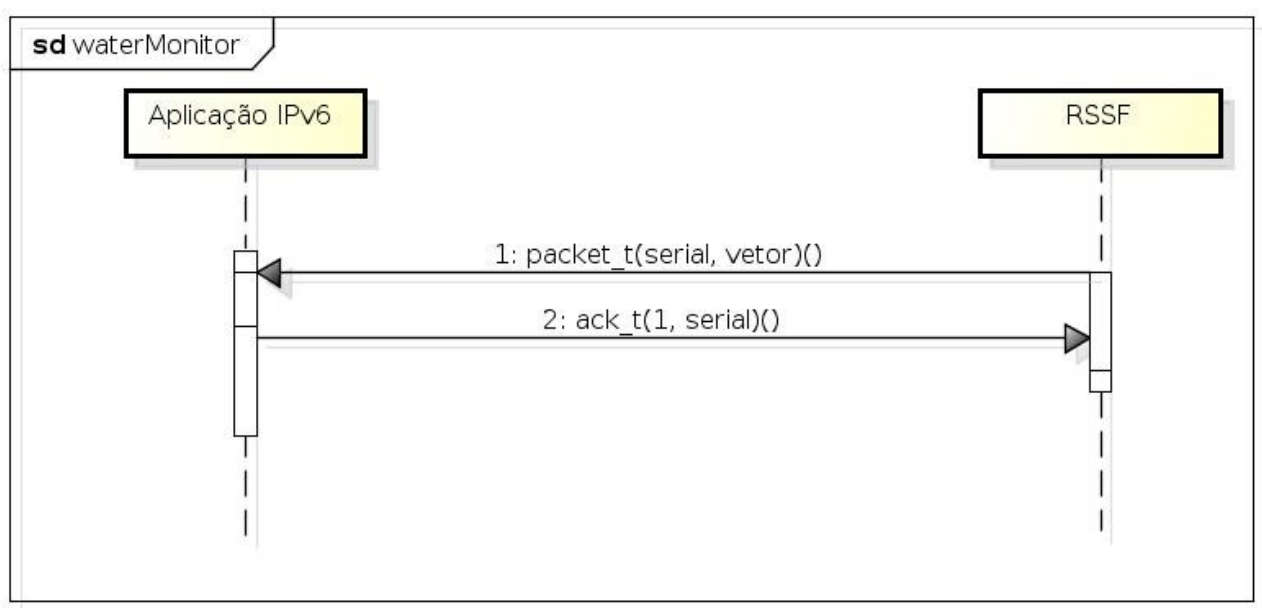 sd waterMonitor
Aplicação IPv6
RSSF
1: packet_t(serial, vetor)()
2: ack_t(1, serial)()